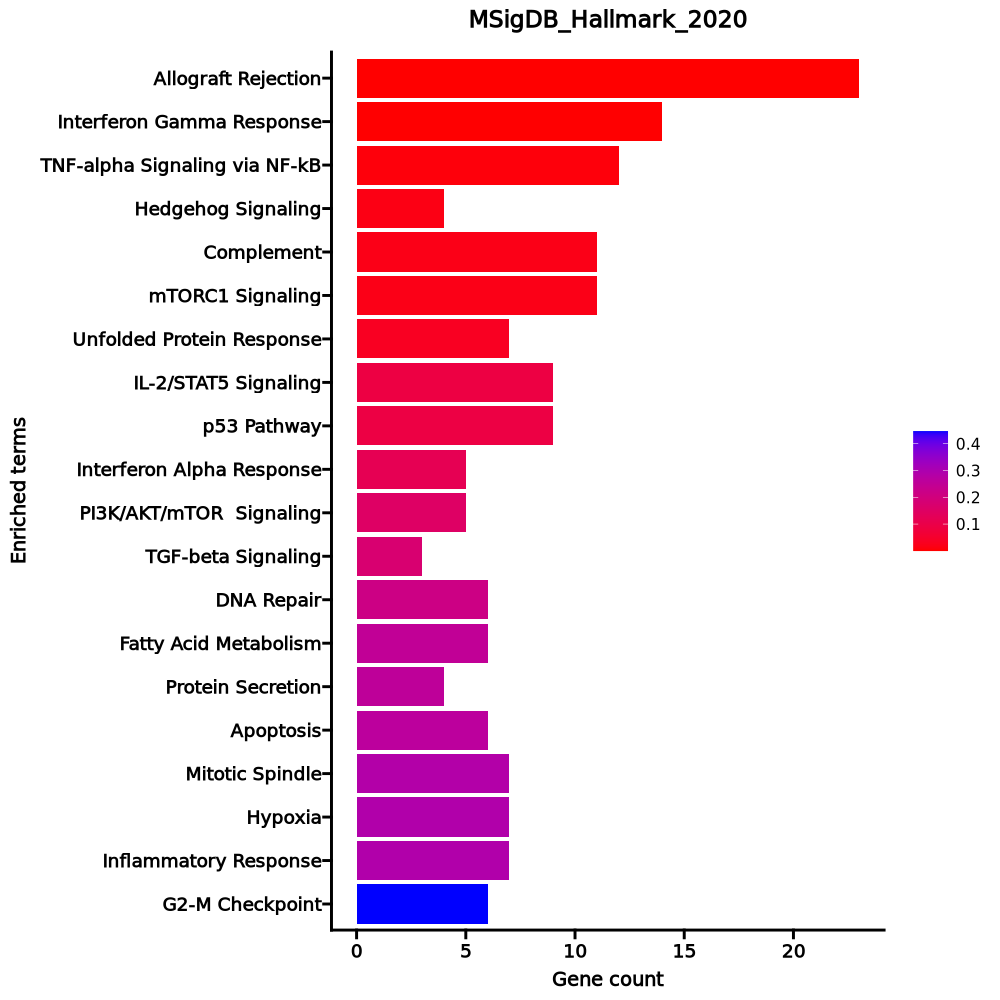 MSigDB_Hallmark_2020
Allograft Rejection
Interferon Gamma Response
TNF-alpha Signaling via NF-kB
Hedgehog Signaling
Complement
mTORC1 Signaling
Unfolded Protein Response
IL-2/STAT5 Signaling
p53 Pathway
Interferon Alpha Response
PI3K/AKT/mTOR  Signaling
TGF-beta Signaling
DNA Repair
Fatty Acid Metabolism
Protein Secretion
Apoptosis
Mitotic Spindle
Hypoxia
Inflammatory Response
G2-M Checkpoint
Enriched terms
0 5 10 15 20
Gene count
0.4
0.3
0.2
0.1